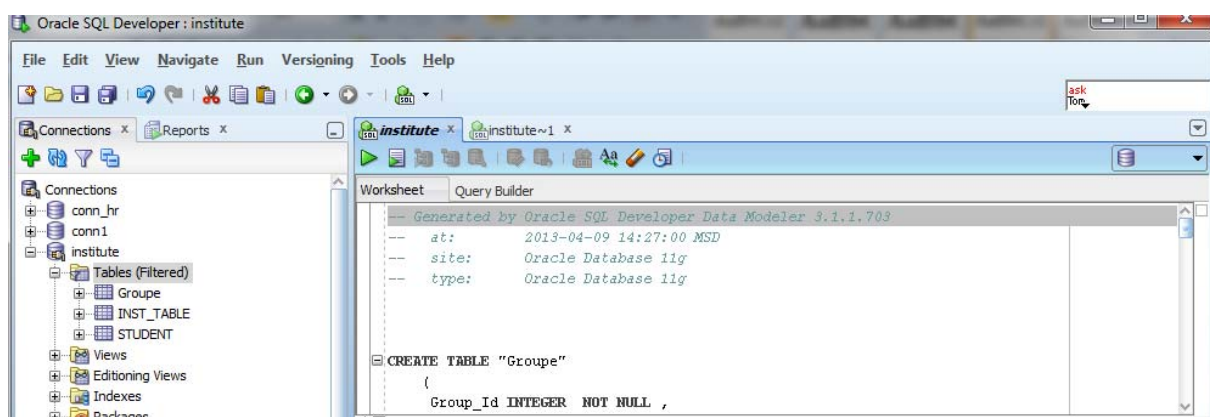 Oracle SQL Developer : institute
File Edit View Navigate Run Versioning Tools Help
SQL
ask
Tom
Connections x Reports x
Connections
conn_hr
conn1
institute
Tables (Filtered)
Groupe
INST_TABLE
STUDENT
Views
Editioning Views
Indexes
Packages
institute x institute~1 x
Worksheet Query Builder
-- Generated by Oracle SQL Developer Data Modeler 3.1.1.703
-- at: 2013-04-09 14:27:00 MSD
-- site: Oracle Database 11g
-- type: Oracle Database 11g
CREATE TABLE "Groupe"
(
Group_Id INTEGER NOT NULL ,